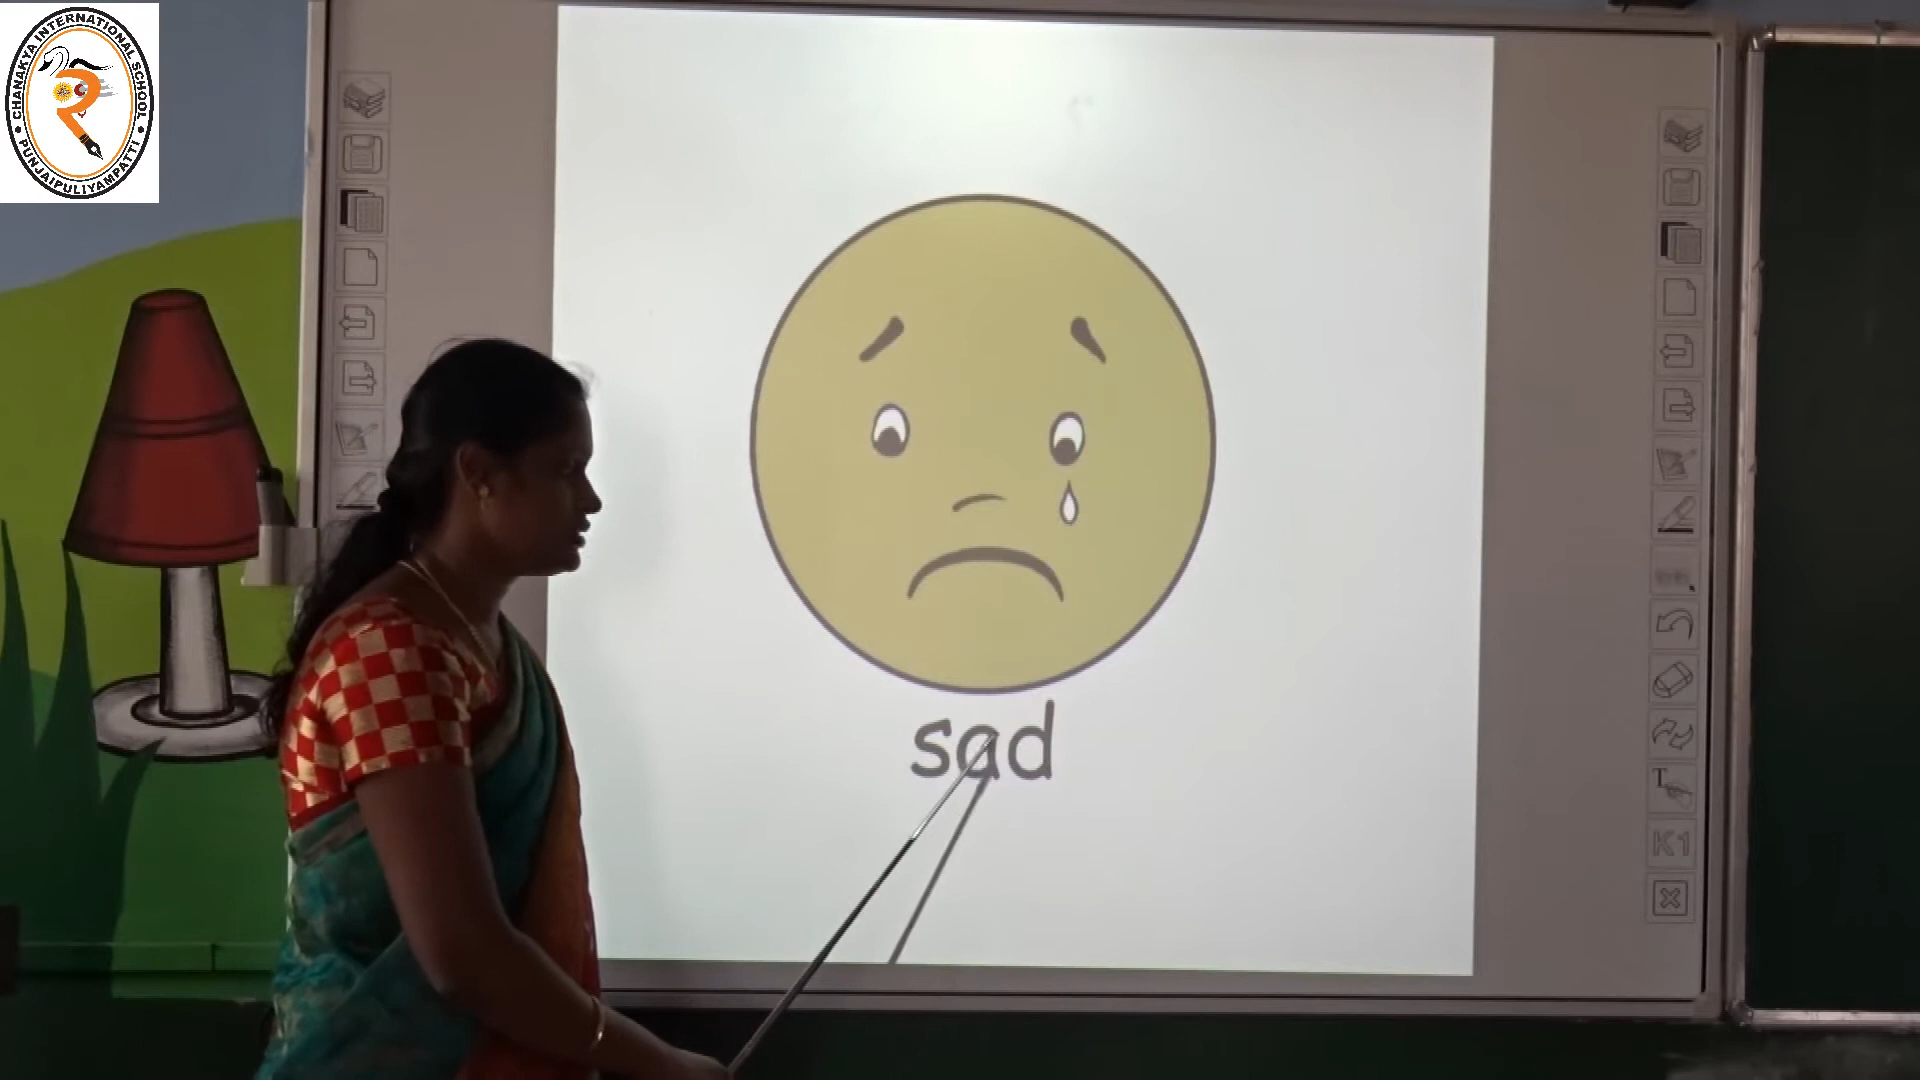 CHANAKYA INTERNATIONAL SCHOOL
• PUNJAIPULIYAMPATTI •
sad
T
K1